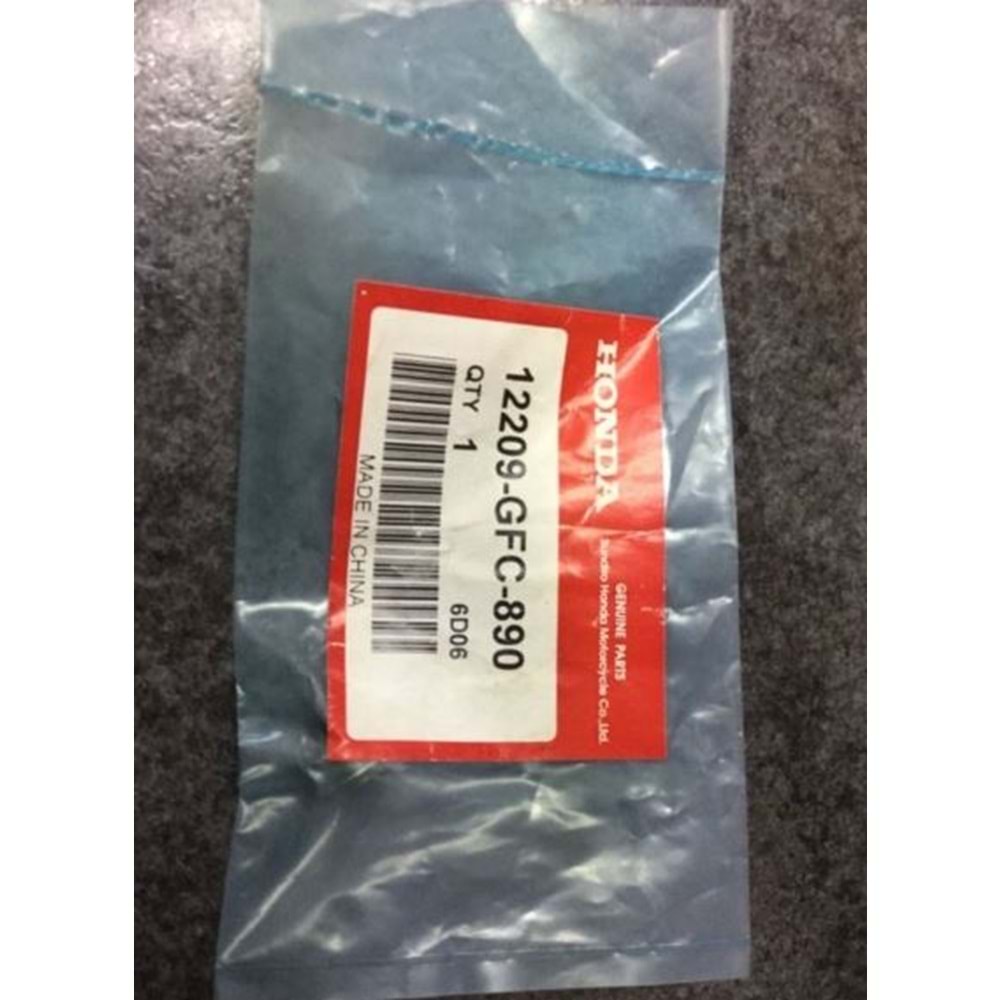 HONDA
GENUINE PARTS
Sundiro Honda Motorcycle Co.,Ltd.
12209-GFC-890
QTY 1
6D06
MADE IN CHINA